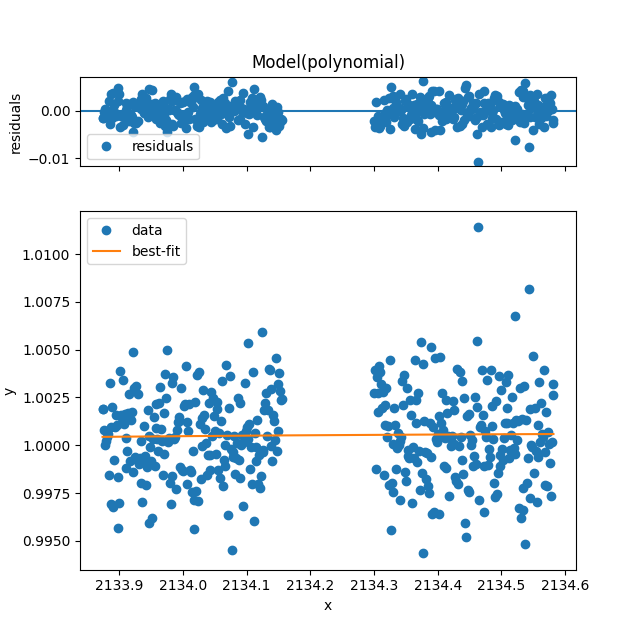 Model(polynomial)
residuals
0.00
−0.01
residuals
data
best-fit
y
1.0100
1.0075
1.0050
1.0025
1.0000
0.9975
0.9950
2133.9 2134.0 2134.1 2134.2 2134.3 2134.4 2134.5 2134.6
x